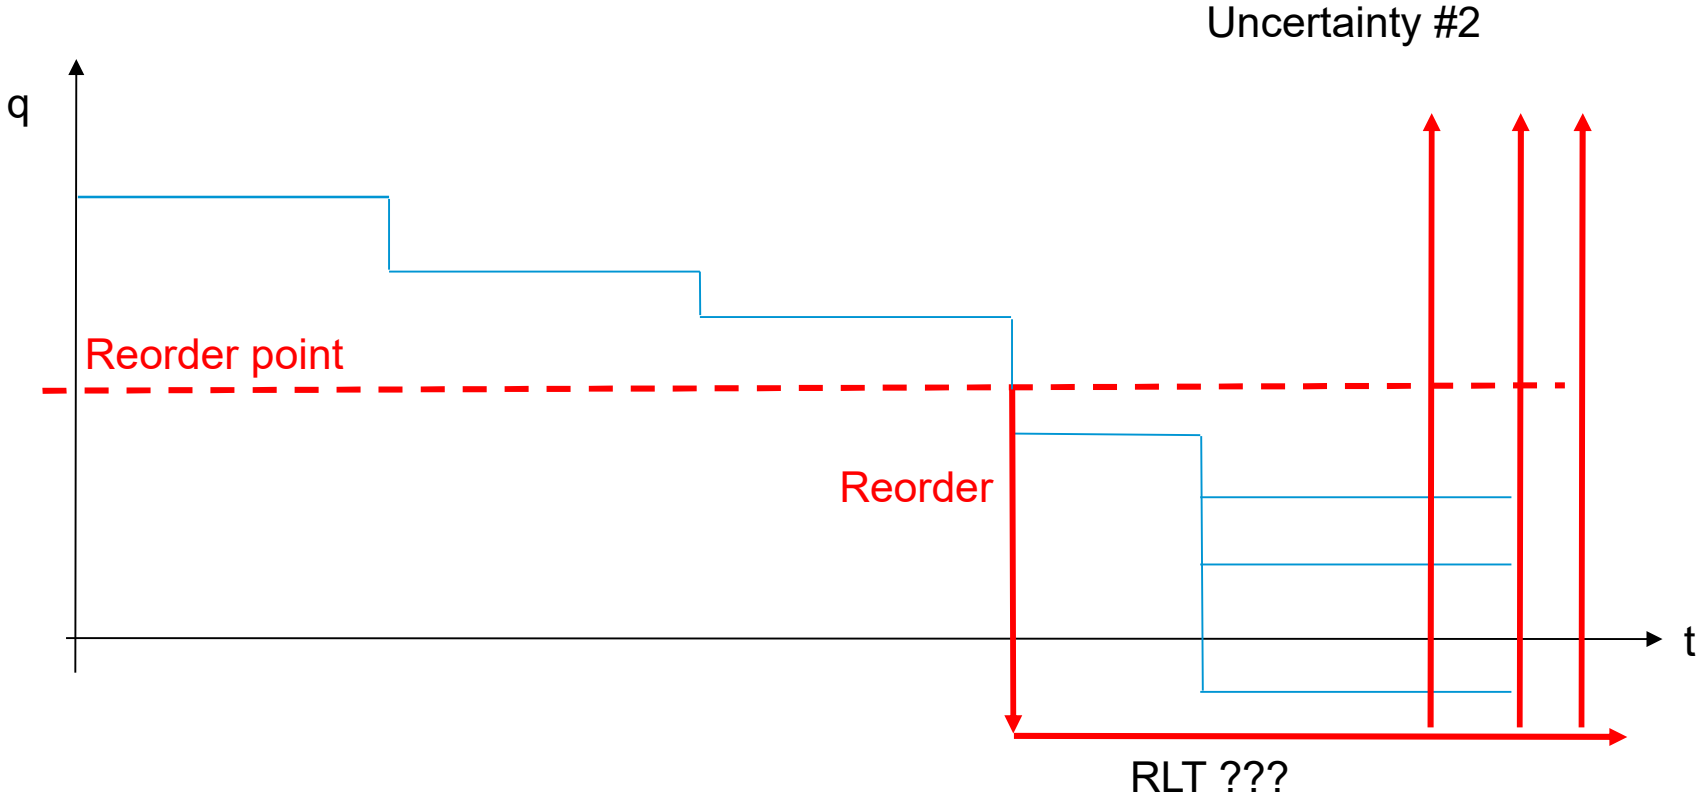 Uncertainty #2
q
Reorder point
Reorder
t
RLT ???